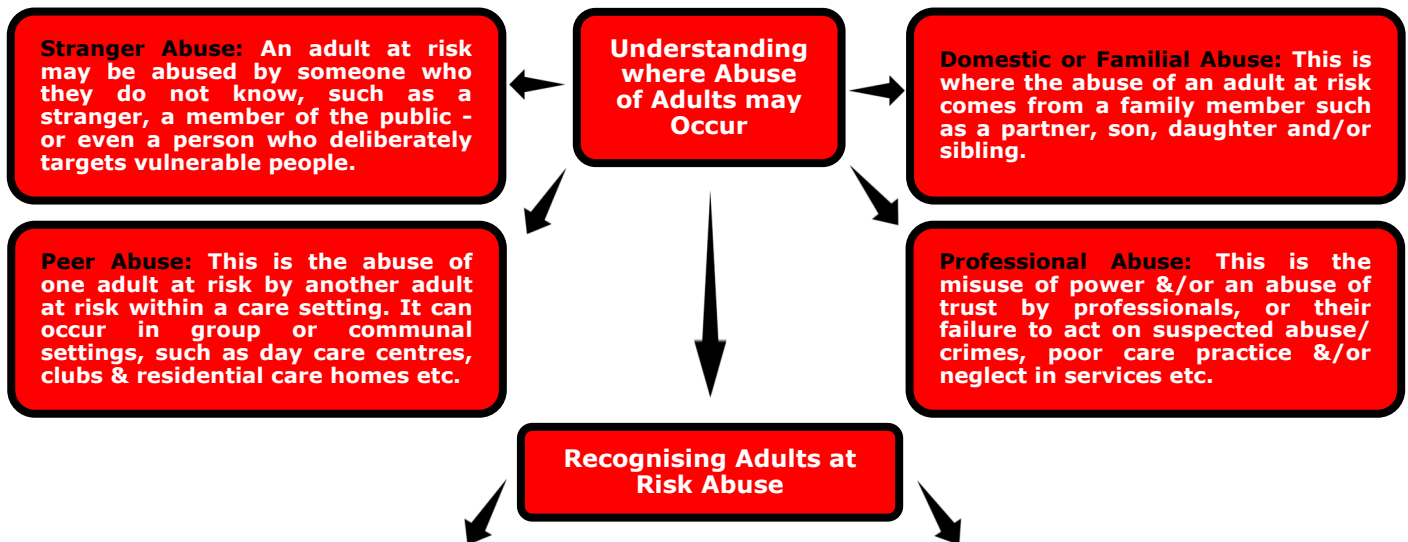 Understanding
where Abuse
of Adults may
Occur
Stranger Abuse: An adult at risk
may be abused by someone who
they do not know, such as a
stranger, a member of the public -
or even a person who deliberately
targets vulnerable people.
Domestic or Familial Abuse: This is
where the abuse of an adult at risk
comes from a family member such
as a partner, son, daughter and/or
sibling.
Peer Abuse: This is the abuse of
one adult at risk by another adult
at risk within a care setting. It can
occur in group or communal
settings, such as day care centres,
clubs & residential care homes etc.
Professional Abuse: This is the
misuse of power &/or an abuse of
trust by professionals, or their
failure to act on suspected abuse/
crimes, poor care practice &/or
neglect in services etc.
Recognising Adults at
Risk Abuse